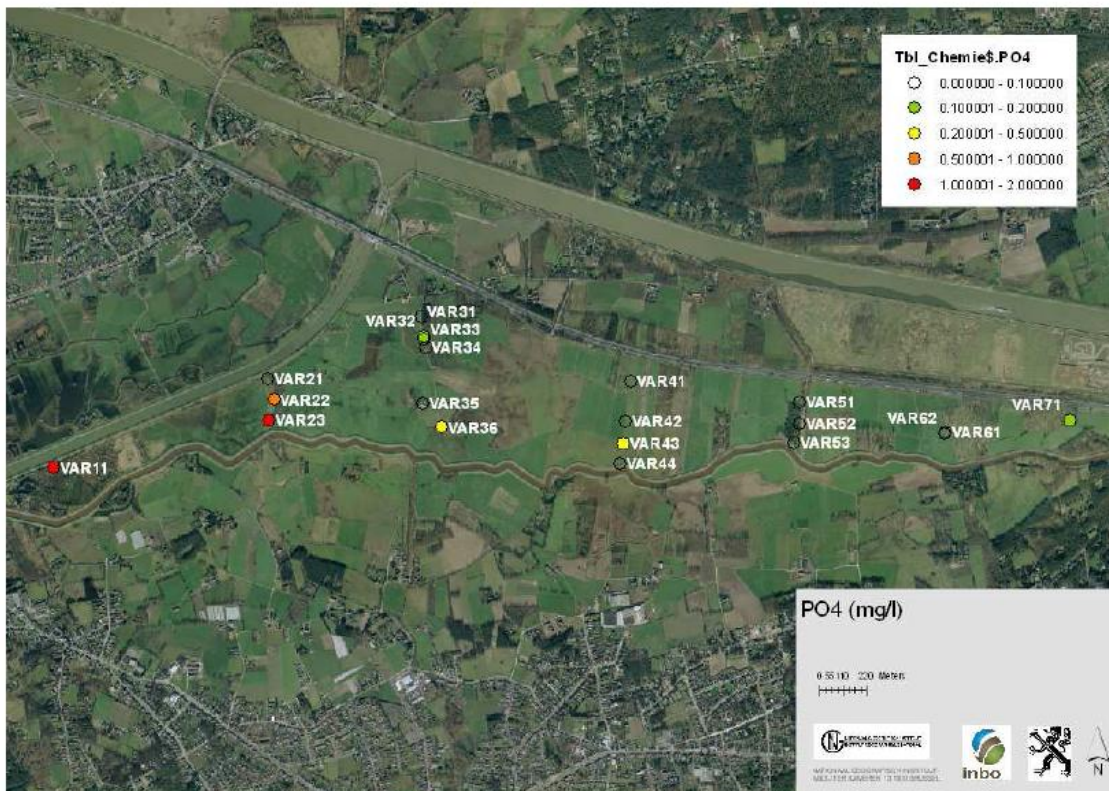 Tbl_Chemie$.PO4
0.000000 - 0.100000
0.100001 - 0.200000
0.200001 - 0.500000
0.500001 - 1.000000
1.000001 - 2.000000
VAR31
VAR32
VAR33
VAR34
VAR21
VAR22
VAR23
VAR35
VAR36
VAR41
VAR42
VAR43
VAR44
VAR51
VAR52
VAR53
VAR62
VAR61
VAR71
VAR11
PO4 (mg/l)
220 Meters
inbo
N